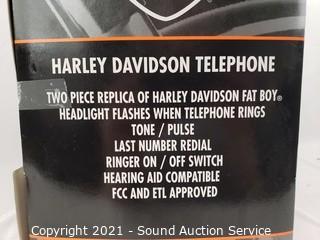 HARLEY DAVIDSON TELEPHONE
TWO PIECE REPLICA OF HARLEY DAVIDSON FAT BOY®
HEADLIGHT FLASHES WHEN TELEPHONE RINGS
TONE / PULSE
LAST NUMBER REDIAL
RINGER ON / OFF SWITCH
HEARING AID COMPATIBLE
FCC AND ETL APPROVED
Copyright 2021 - Sound Auction Service